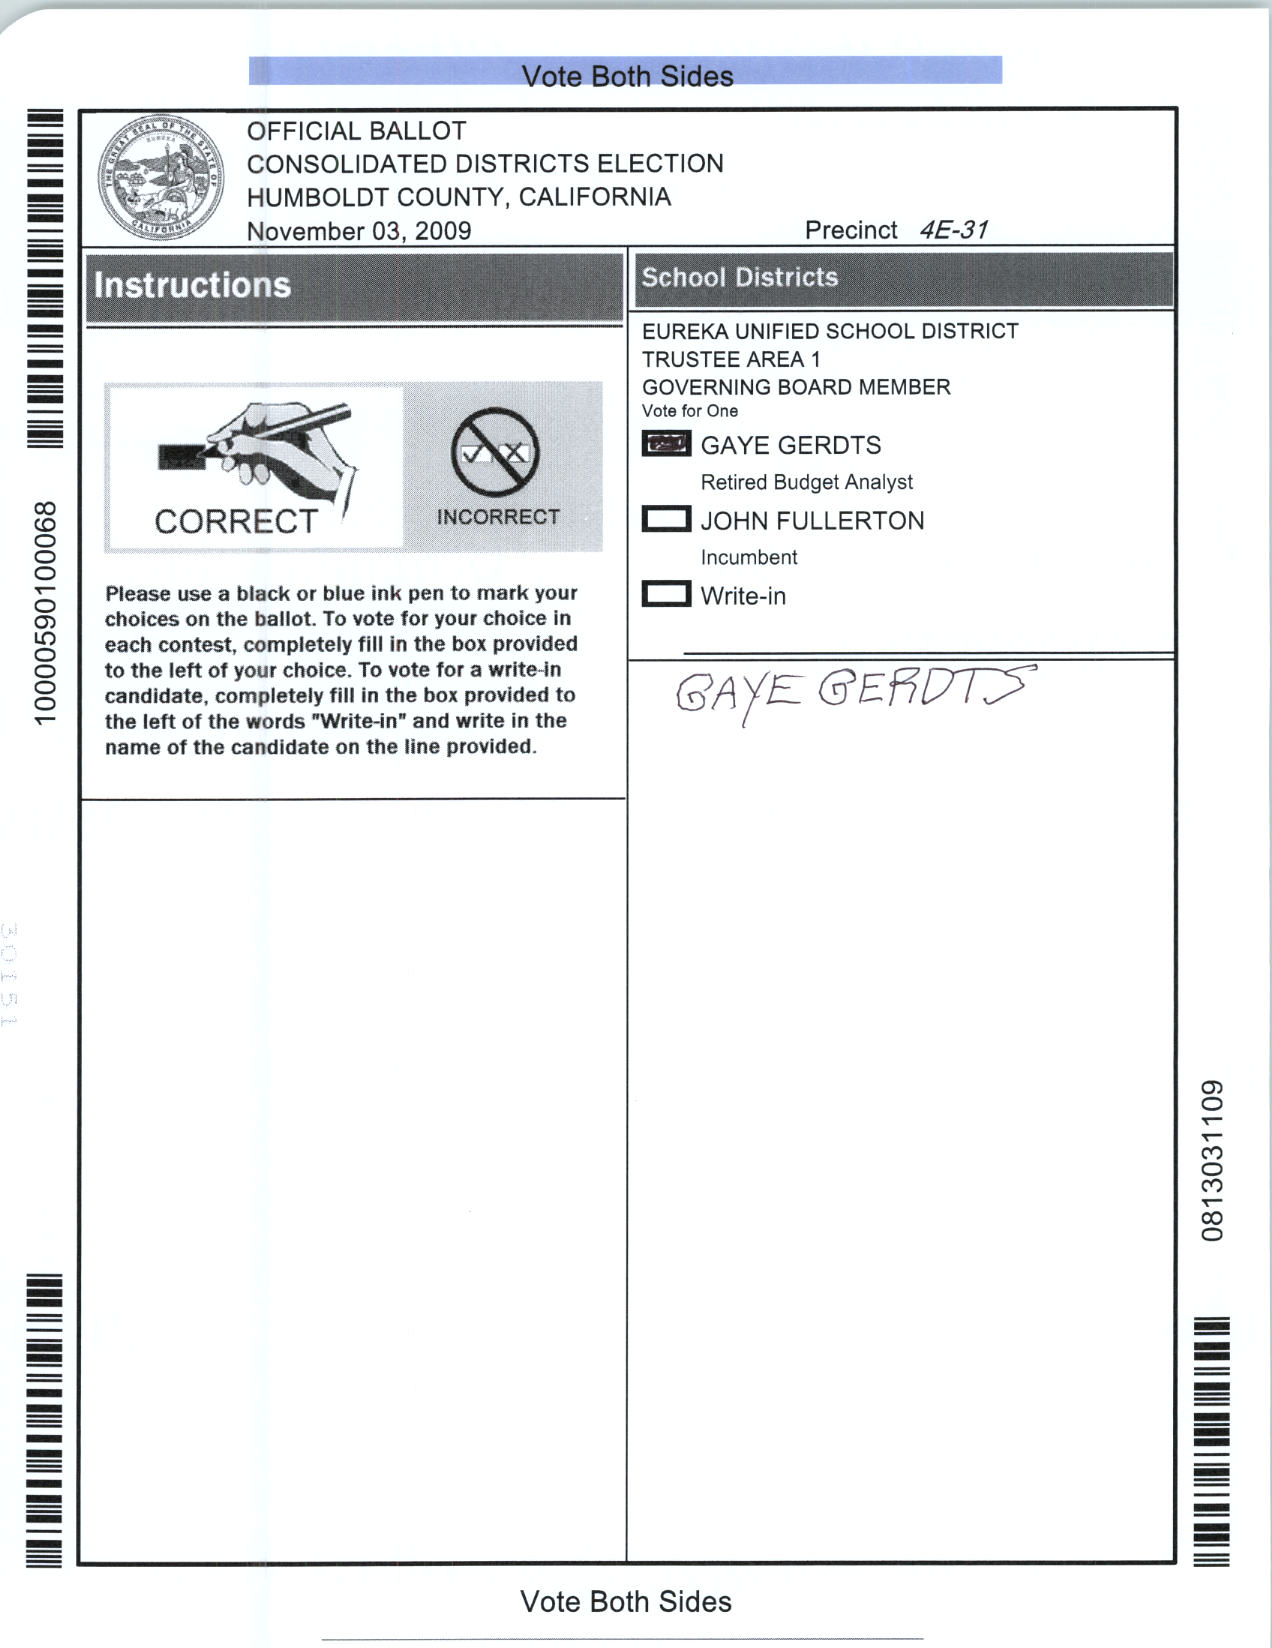 Vote Both Sides
OFFICIAL BALLOT
CONSOLIDATED DISTRICTS ELECTION
HUMBOLDT COUNTY, CALIFORNIA
November 03, 2009
Precinct 4E-31
THE GREAT SEAL OF THE STATE OF CALIFORNIA
EUREKA
Instructions
CORRECT
INCORRECT
Please use a black or blue ink pen to mark your
choices on the ballot. To vote for your choice in
each contest, completely fill in the box provided
to the left of your choice. To vote for a write-in
candidate, completely fill in the box provided to
the left of the words "Write-in" and write in the
name of the candidate on the line provided.
School Districts
EUREKA UNIFIED SCHOOL DISTRICT
TRUSTEE AREA 1
GOVERNING BOARD MEMBER
Vote for One
GAYE GERDTS
Retired Budget Analyst
JOHN FULLERTON
Incumbent
Write-in
GAYE GERDTS
10000590100068
0813031109
Vote Both Sides